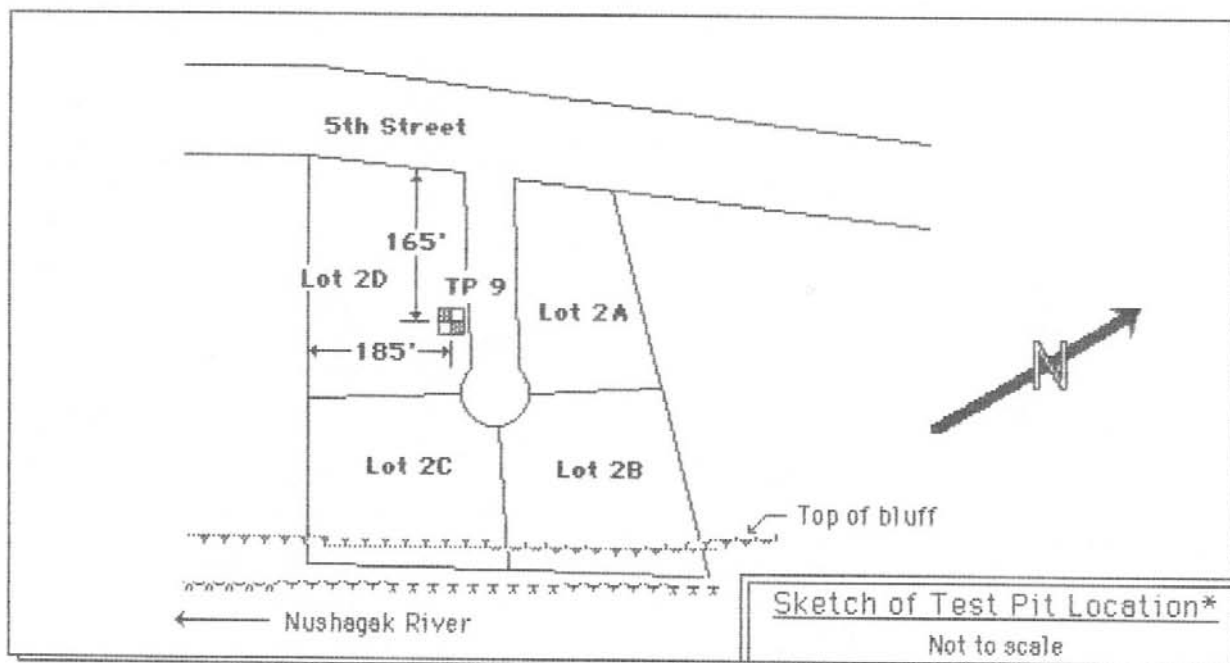 5th Street
165'
Lot 2D
TP 9
Lot 2A
185'
N
Lot 2C
Lot 2B
Top of bluff
Nushagak River
Sketch of Test Pit Location*
Not to scale